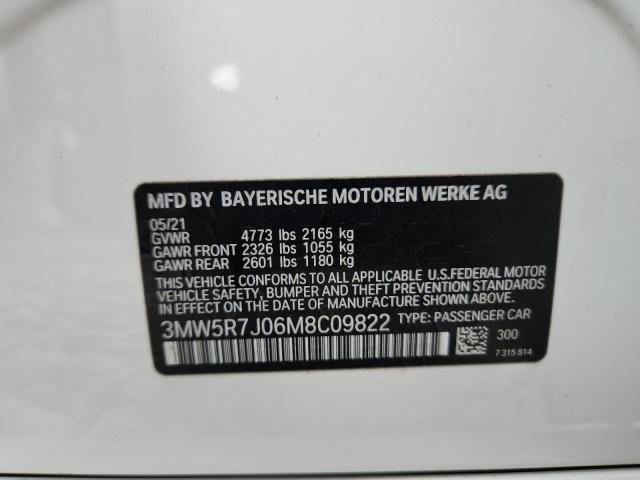 MFD BY BAYERISCHE MOTOREN WERKE AG
05/21
GVWR 4773 lbs 2165 kg
GAWR FRONT 2326 lbs 1055 kg
GAWR REAR 2601 lbs 1180 kg
THIS VEHICLE CONFORMS TO ALL APPLICABLE U.S.FEDERAL MOTOR
VEHICLE SAFETY, BUMPER AND THEFT PREVENTION STANDARDS
IN EFFECT ON THE DATE OF MANUFACTURE SHOWN ABOVE.
3MW5R7J06M8C09822 TYPE: PASSENGER CAR
300
7315814